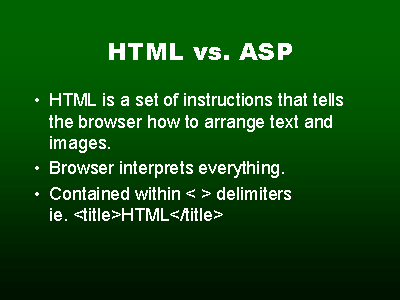 HTML vs. ASP
• HTML is a set of instructions that tells
the browser how to arrange text and
images.
• Browser interprets everything.
• Contained within < > delimiters
ie. <title>HTML</title>